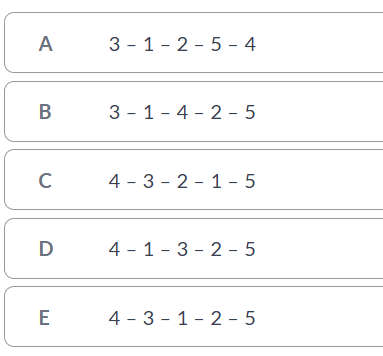 A 3 – 1 – 2 – 5 – 4
B 3 – 1 – 4 – 2 – 5
C 4 – 3 – 2 – 1 – 5
D 4 – 1 – 3 – 2 – 5
E 4 – 3 – 1 – 2 – 5